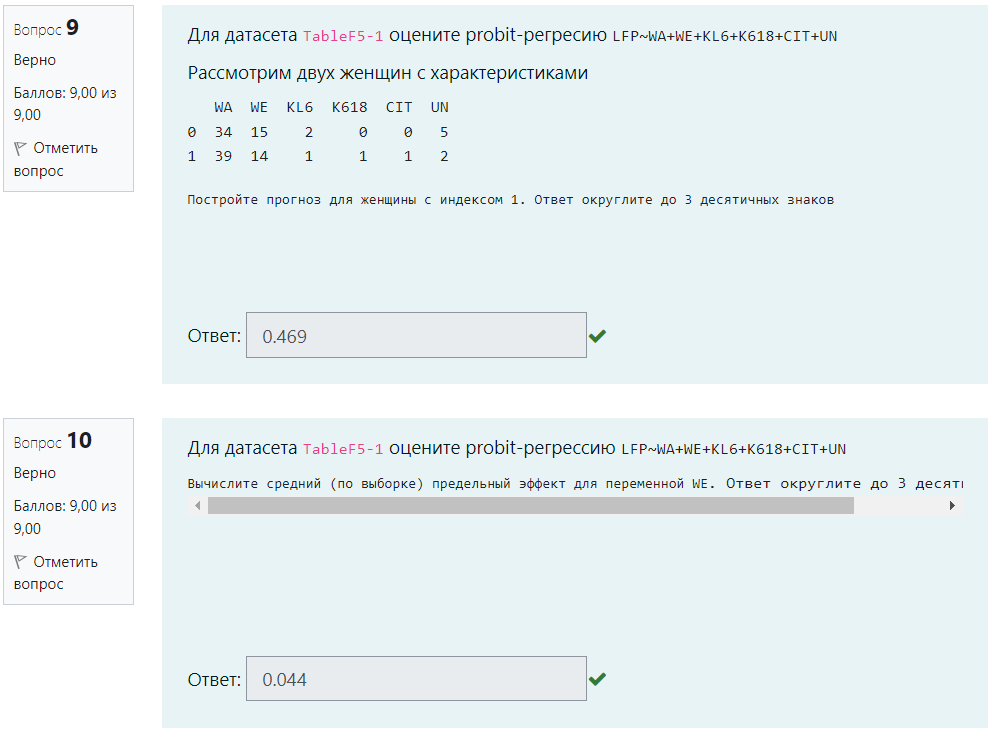 Вопрос 9
Верно
Баллов: 9,00 из
9,00
Отметить
вопрос
Для датасета TableF5-1 оцените probit-регресию LFP~WA+WE+KL6+K618+CIT+UN
Рассмотрим двух женщин с характеристиками
WA WE KL6 K618 CIT UN
0 34 15 2 0 0 5
1 39 14 1 1 1 2
Постройте прогноз для женщины с индексом 1. Ответ округлите до 3 десятичных знаков
Ответ: 0.469
Вопрос 10
Верно
Баллов: 9,00 из
9,00
Отметить
вопрос
Для датасета TableF5-1 оцените probit-регрессию LFP~WA+WE+KL6+K618+CIT+UN
Вычислите средний (по выборке) предельный эффект для переменной WE. Ответ округлите до 3 десят
Ответ: 0.044